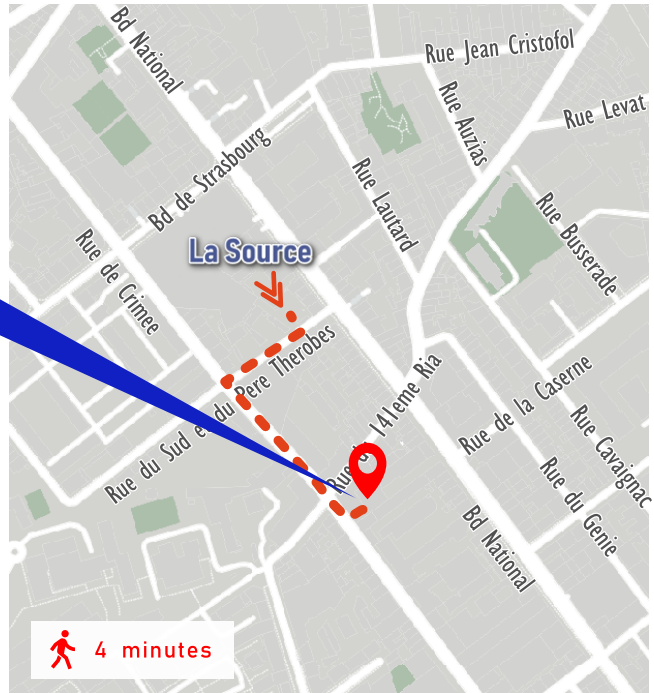 Bd National
Rue Jean Cristofol
Rue Auzias
Rue Levat
Bd de Strasbourg
Rue Lautard
Rue Busserade
Rue de Crimee
La Source
Rue du Sud et du Pere Therobes
Rue du 141eme Ria
Rue de la Caserne
Rue Cavaignac
Rue du Genie
Bd National
4 minutes